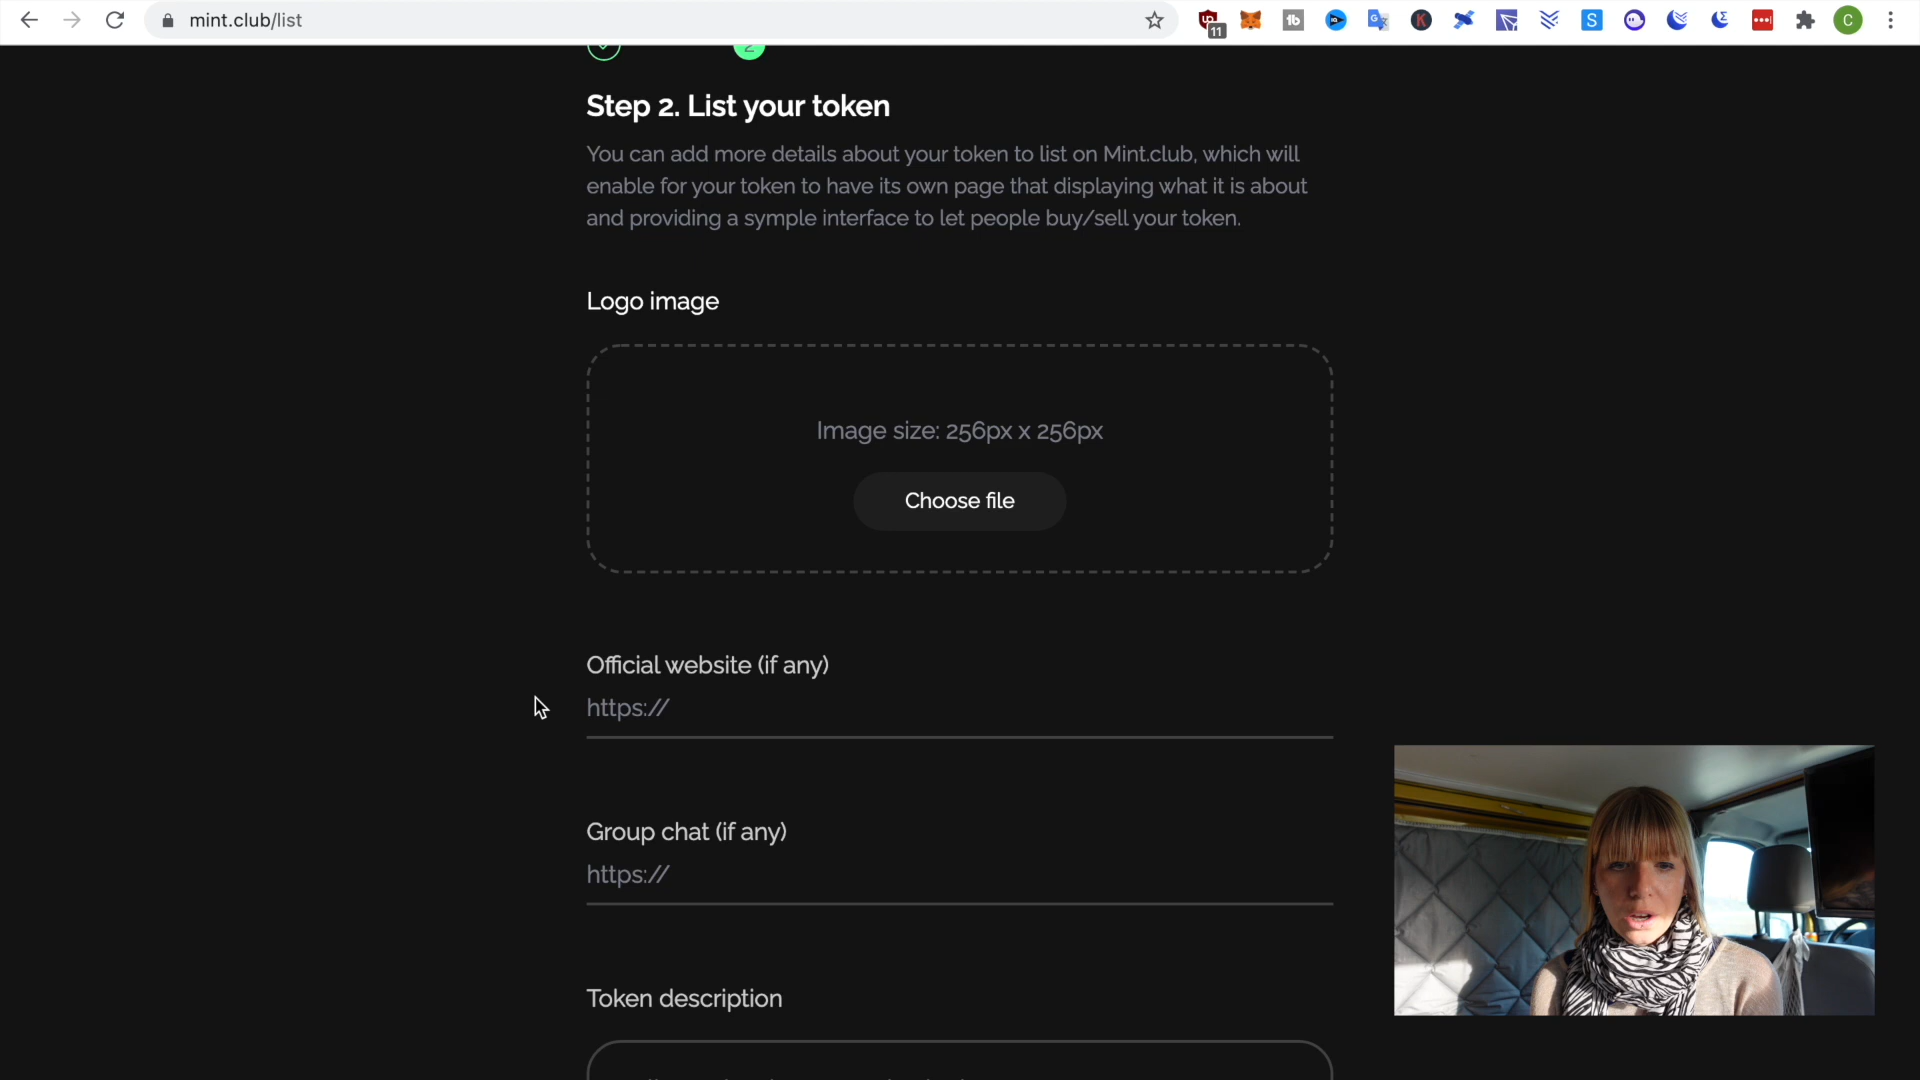 mint.club/list
11
C
2
Step 2. List your token
You can add more details about your token to list on Mint.club, which will
enable for your token to have its own page that displaying what it is about
and providing a symple interface to let people buy/sell your token.
Logo image
Image size: 256px x 256px
Choose file
Official website (if any)
https://
Group chat (if any)
https://
Token description